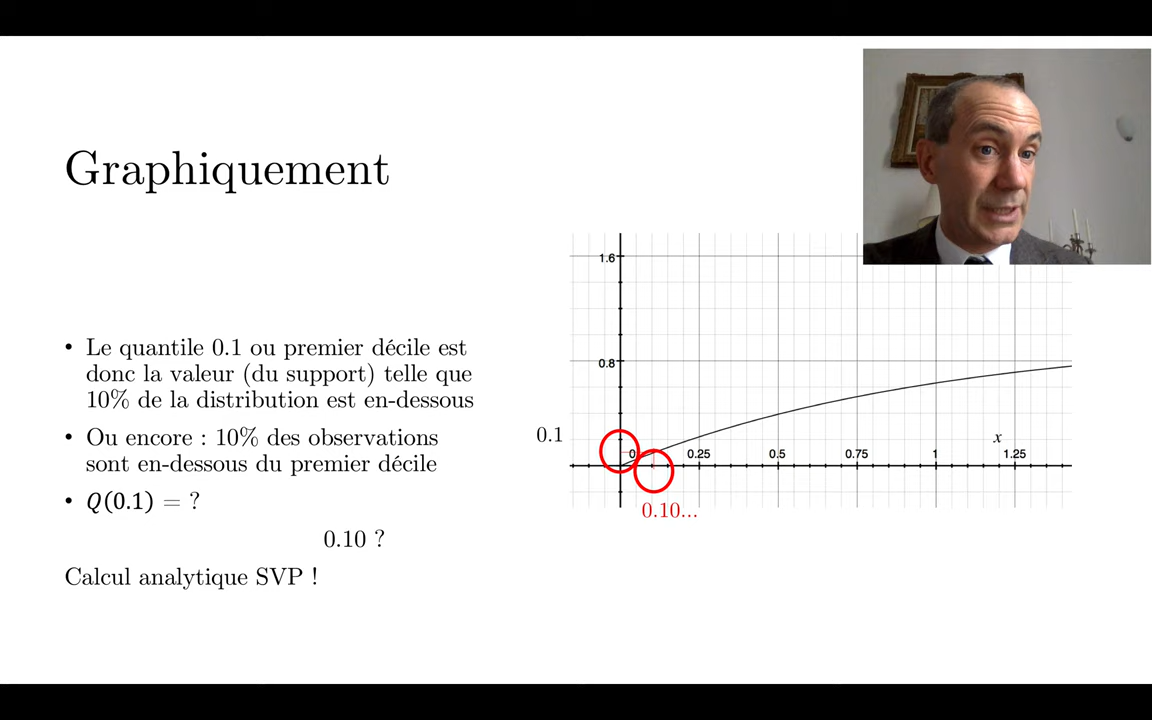 Graphiquement
• Le quantile 0.1 ou premier décile est
donc la valeur (du support) telle que
10% de la distribution est en-dessous
• Ou encore : 10% des observations
sont en-dessous du premier décile
• Q(0.1) = ?
0.10 ?
Calcul analytique SVP !
1.6
0.8
0.1
x
0
0.25
0.5
0.75
1
1.25
0.10...